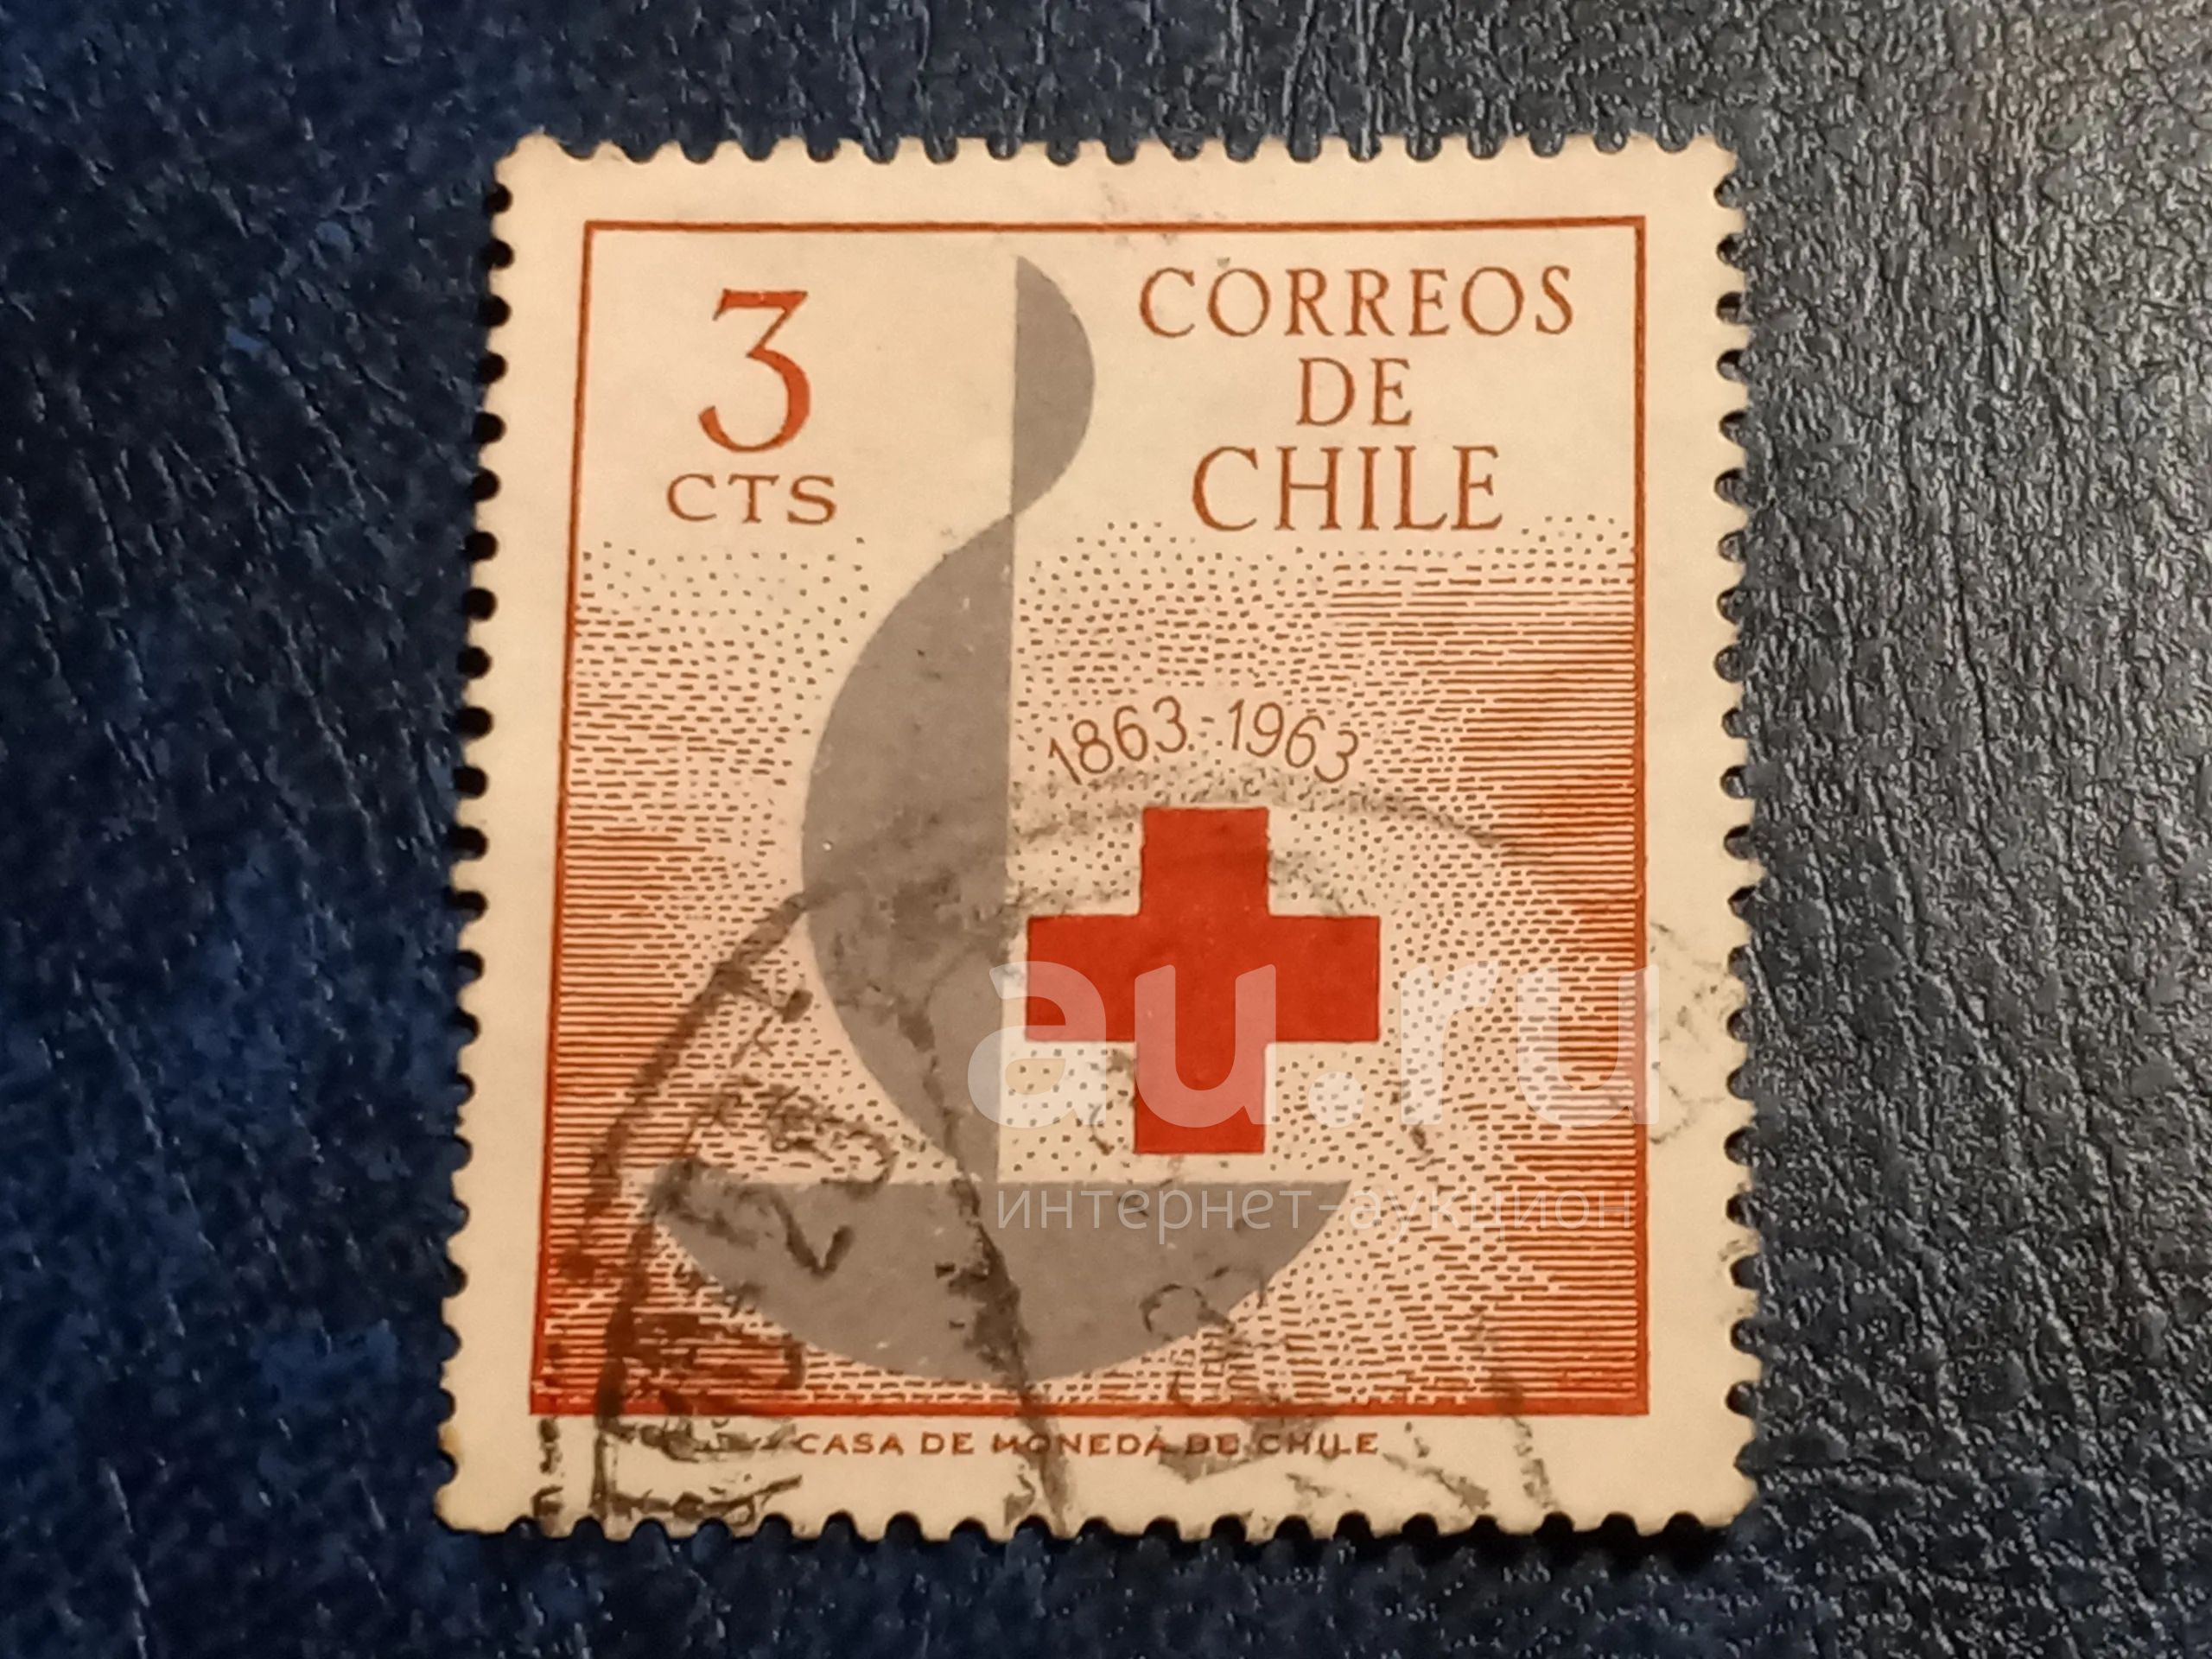 3
CTS
CORREOS
DE
CHILE
1863-1963
au.ru
интернет-аукцион
CASA DE MONEDA DE CHILE